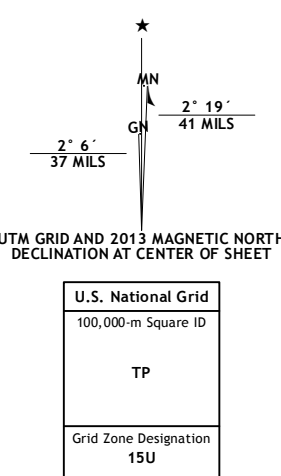 ★
MN
GN
2° 19´
41 MILS
2° 6´
37 MILS
UTM GRID AND 2013 MAGNETIC NORTH
DECLINATION AT CENTER OF SHEET
U.S. National Grid
100,000-m Square ID
TP
Grid Zone Designation
15U